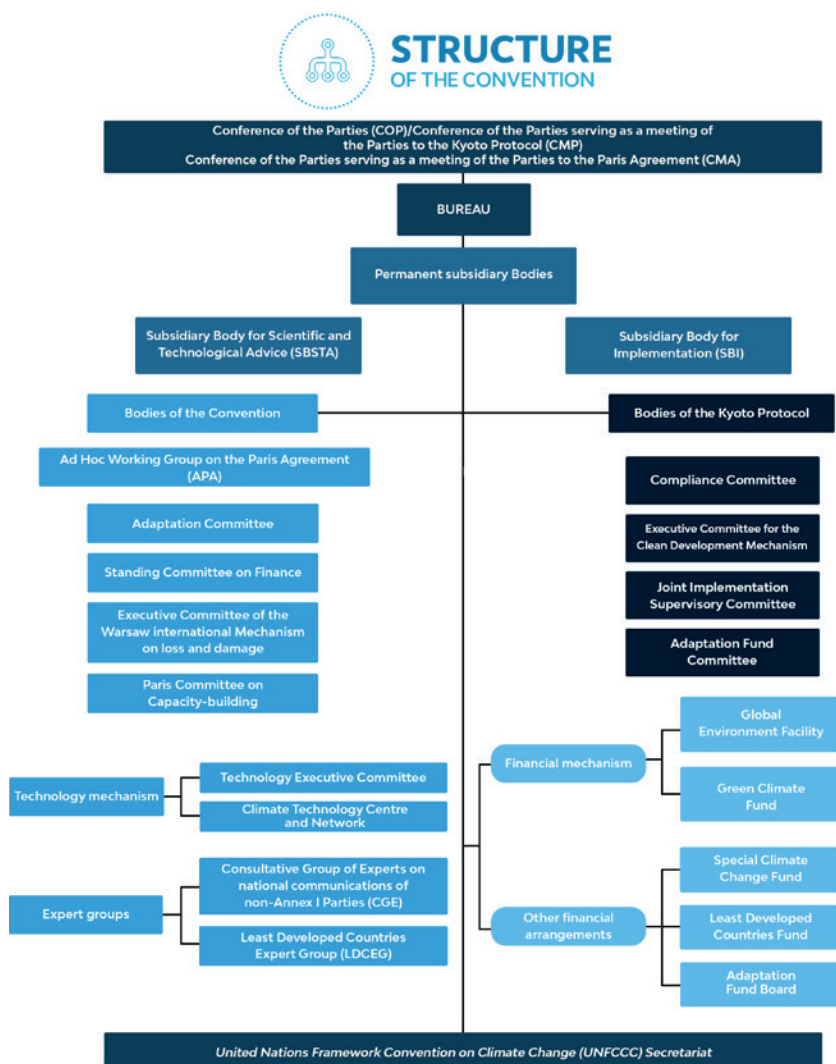 STRUCTURE
OF THE CONVENTION
Conference of the Parties (COP)/Conference of the Parties serving as a meeting of
the Parties to the Kyoto Protocol (CMP)
Conference of the Parties serving as a meeting of the Parties to the Paris Agreement (CMA)
BUREAU
Permanent subsidiary Bodies
Subsidiary Body for Scientific and
Technological Advice (SBSTA)
Subsidiary Body for
Implementation (SBI)
Bodies of the Convention
Bodies of the Kyoto Protocol
Ad Hoc Working Group on the Paris Agreement
(APA)
Adaptation Committee
Standing Committee on Finance
Executive Committee of the
Warsaw international Mechanism
on loss and damage
Paris Committee on
Capacity-building
Compliance Committee
Executive Committee for the
Clean Development Mechanism
Joint Implementation
Supervisory Committee
Adaptation Fund
Committee
Technology mechanism
Technology Executive Committee
Climate Technology Centre
and Network
Expert groups
Consultative Group of Experts on
national communications of
non-Annex I Parties (CGE)
Least Developed Countries
Expert Group (LDCEG)
Financial mechanism
Global
Environment Facility
Green Climate
Fund
Other financial
arrangements
Special Climate
Change Fund
Least Developed
Countries Fund
Adaptation
Fund Board
United Nations Framework Convention on Climate Change (UNFCCC) Secretariat